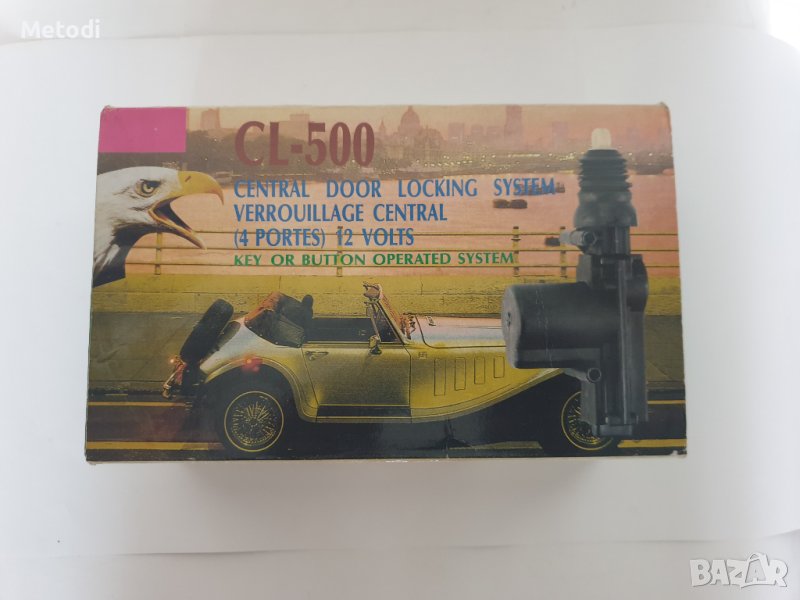 Metodi
CL-500
CENTRAL DOOR LOCKING SYSTEM
VERROUILLAGE CENTRAL
(4 PORTES) 12 VOLTS
KEY OR BUTTON OPERATED SYSTEM
BAZAR